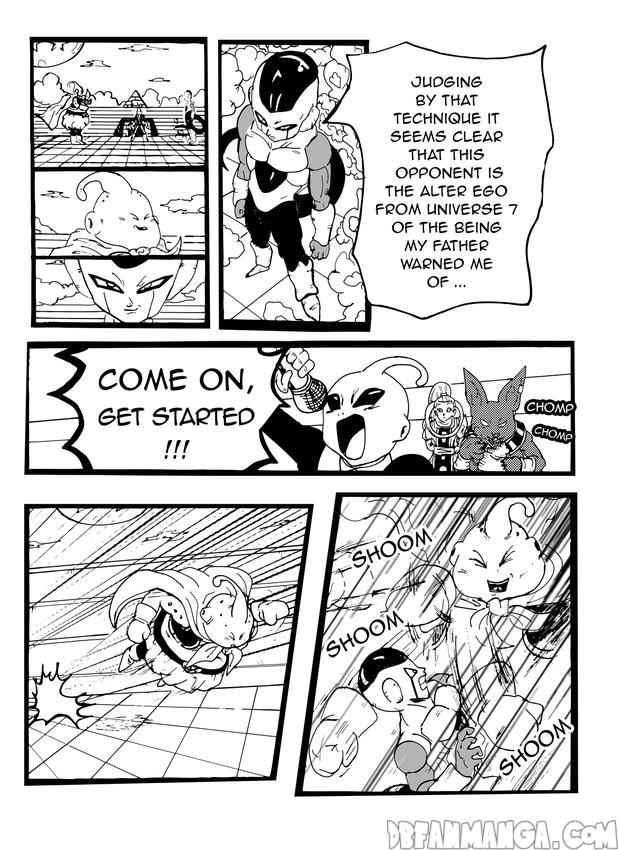 JUDGING
BY THAT
TECHNIQUE IT
SEEMS CLEAR
THAT THIS
OPPONENT IS
THE ALTER EGO
FROM UNIVERSE 7
OF THE BEING
MY FATHER
WARNED ME
OF ...
COME ON,
GET STARTED
!!!
CHOMP
CHOMP
SHOOM
SHOOM
SHOOM
DBFANMANGA.COM